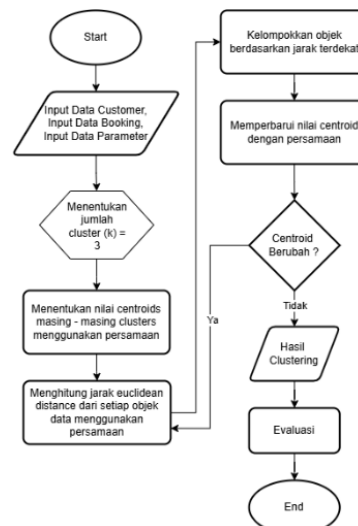 Start
Input Data Customer,
Input Data Booking,
Input Data Parameter
Menentukan
jumlah
cluster (k) =
3
Menentukan nilai centroids
masing - masing clusters
menggunakan persamaan
Menghitung jarak euclidean
distance dari setiap objek
data menggunakan
persamaan
Kelompokkan objek
berdasarkan jarak terdekat
Memperbarui nilai centroid
dengan persamaan
Centroid
Berubah ?
Ya
Tidak
Hasil
Clustering
Evaluasi
End